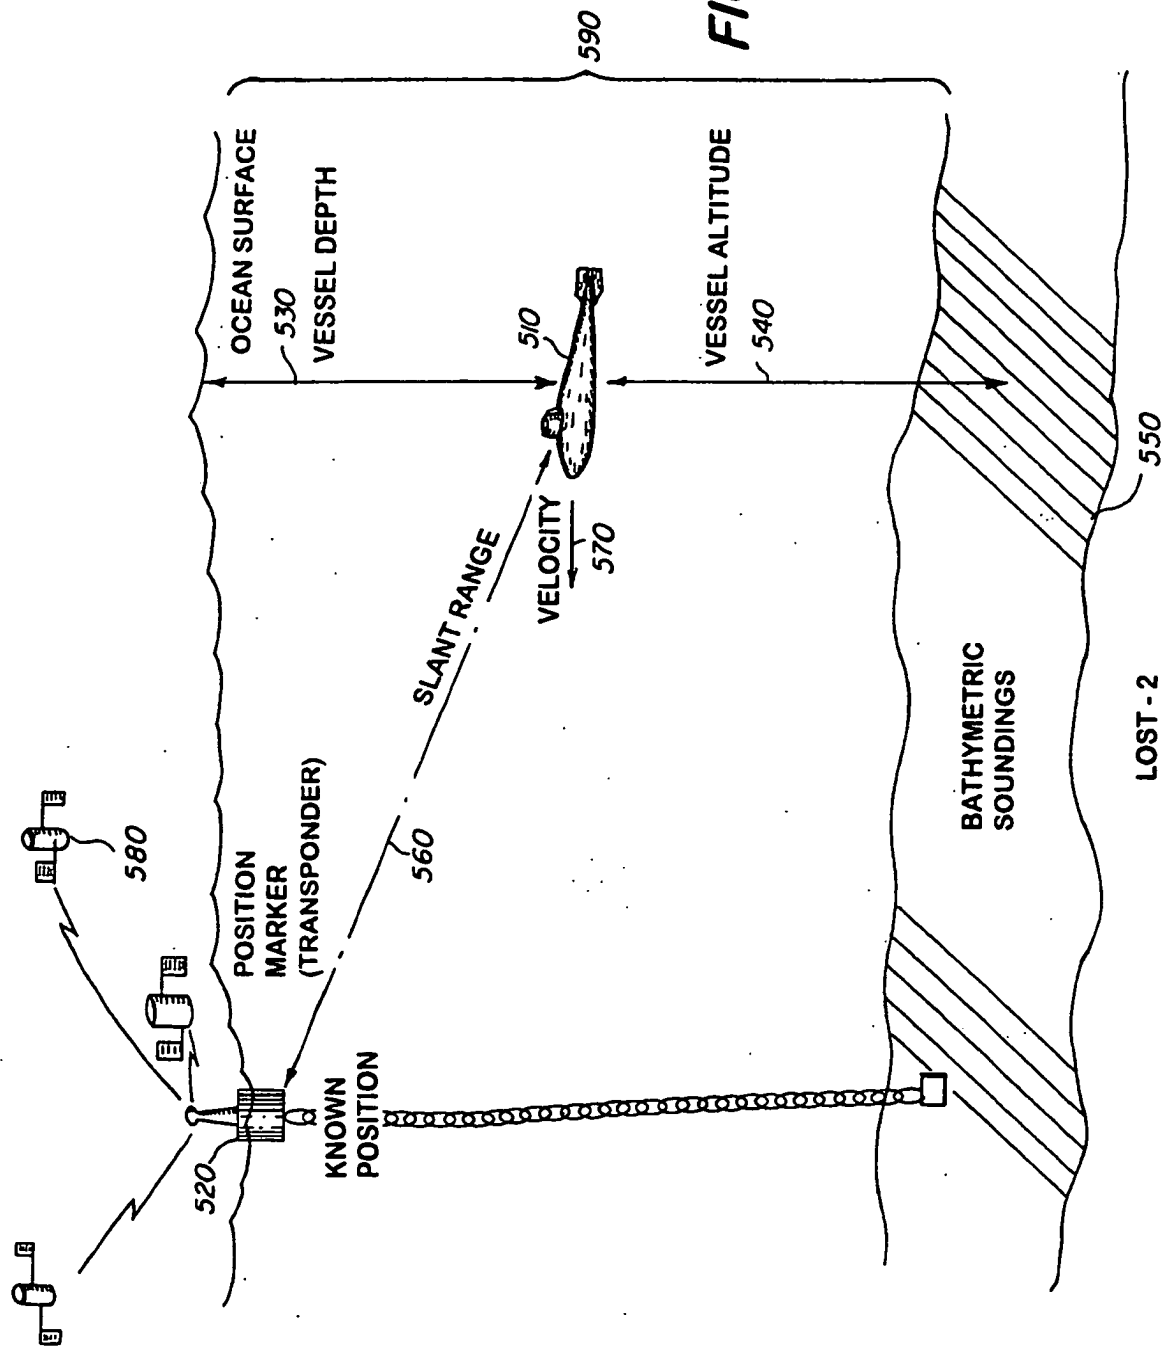 FIG
590
OCEAN SURFACE
530
VESSEL DEPTH
510
VESSEL ALTITUDE
540
SLANT RANGE
560
VELOCITY
570
580
POSITION
MARKER
(TRANSPONDER)
520
KNOWN
POSITION
BATHYMETRIC
SOUNDINGS
550
LOST - 2